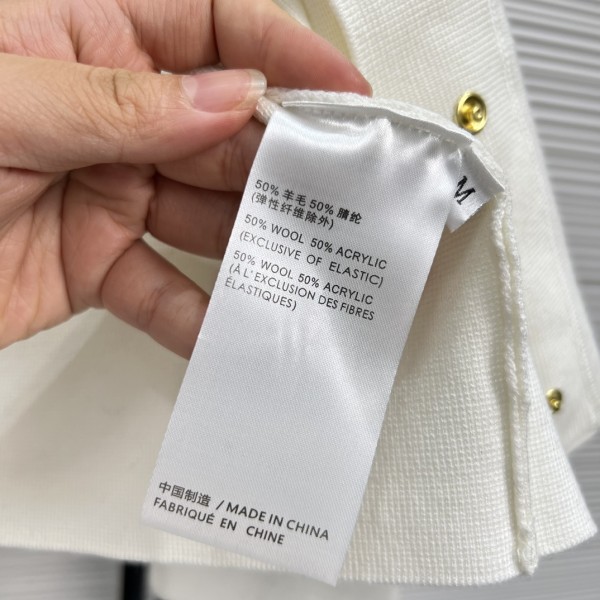 50% 羊毛 50% 腈纶
(弹性纤维除外)
50% WOOL 50% ACRYLIC
(EXCLUSIVE OF ELASTIC)
50% WOOL 50% ACRYLIC
(À L'EXCLUSION DES FIBRES
ÉLASTIQUES)
M
中国制造 / MADE IN CHINA
FABRIQUÉ EN CHINE